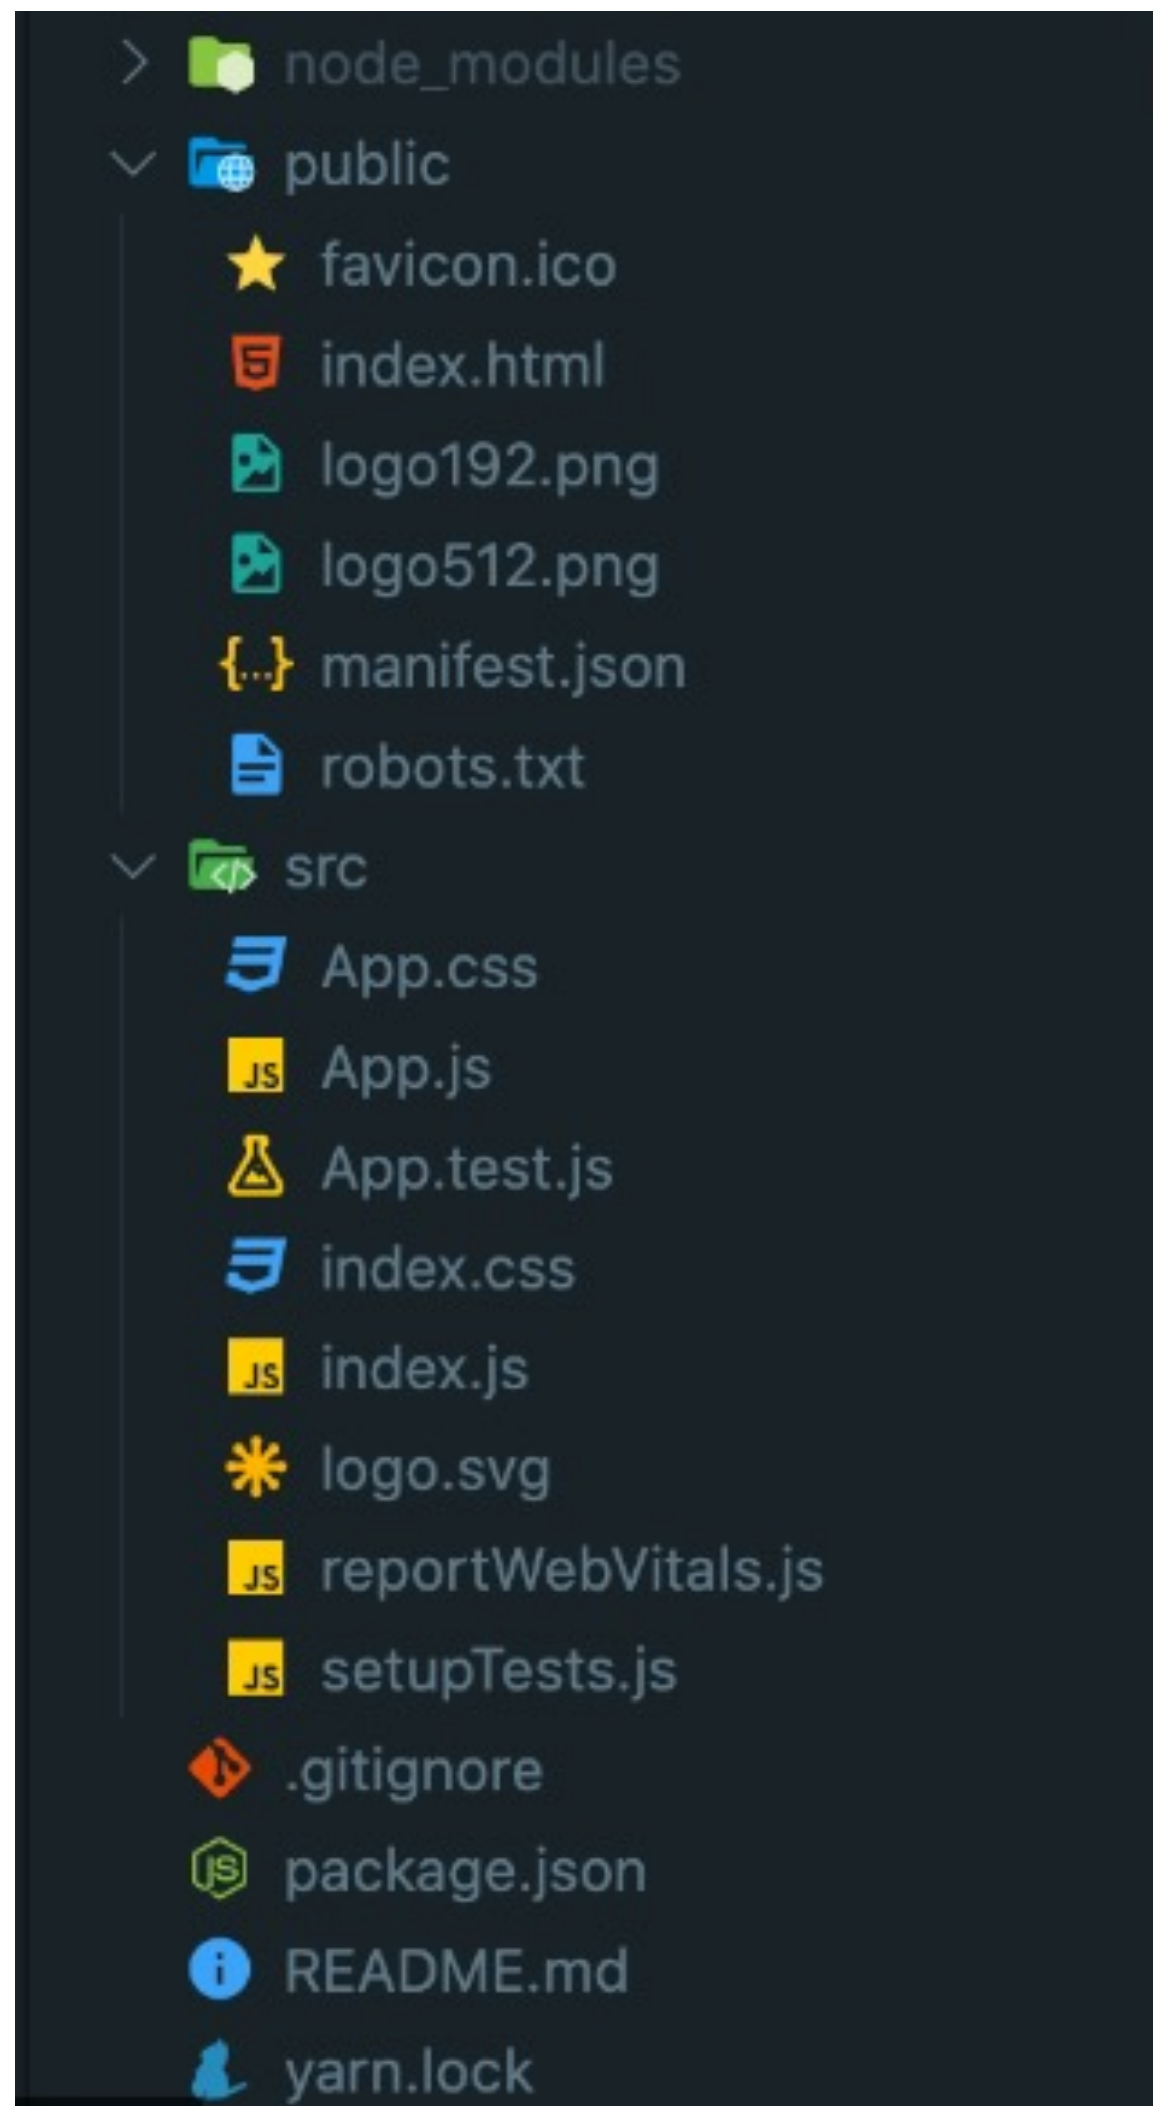 node_modules
public
favicon.ico
index.html
logo192.png
logo512.png
manifest.json
robots.txt
src
App.css
App.js
App.test.js
index.css
index.js
logo.svg
reportWebVitals.js
setupTests.js
.gitignore
package.json
README.md
yarn.lock